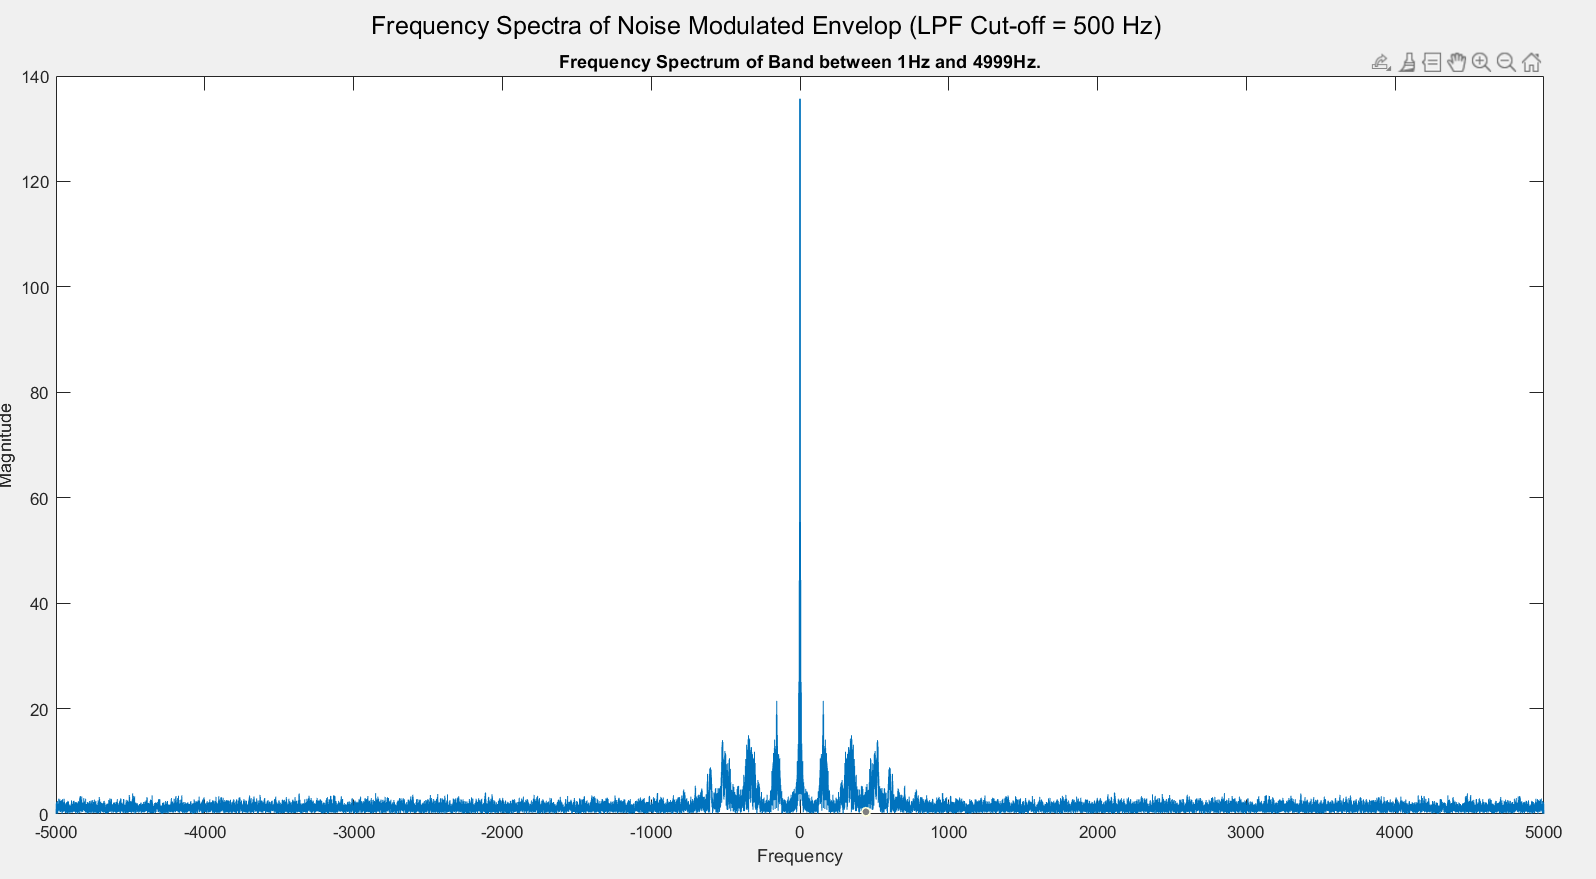 Frequency Spectra of Noise Modulated Envelop (LPF Cut-off = 500 Hz)
Frequency Spectrum of Band between 1Hz and 4999Hz.
Magnitude
140
120
100
80
60
40
20
0
-5000 -4000 -3000 -2000 -1000 0 1000 2000 3000 4000 5000
Frequency